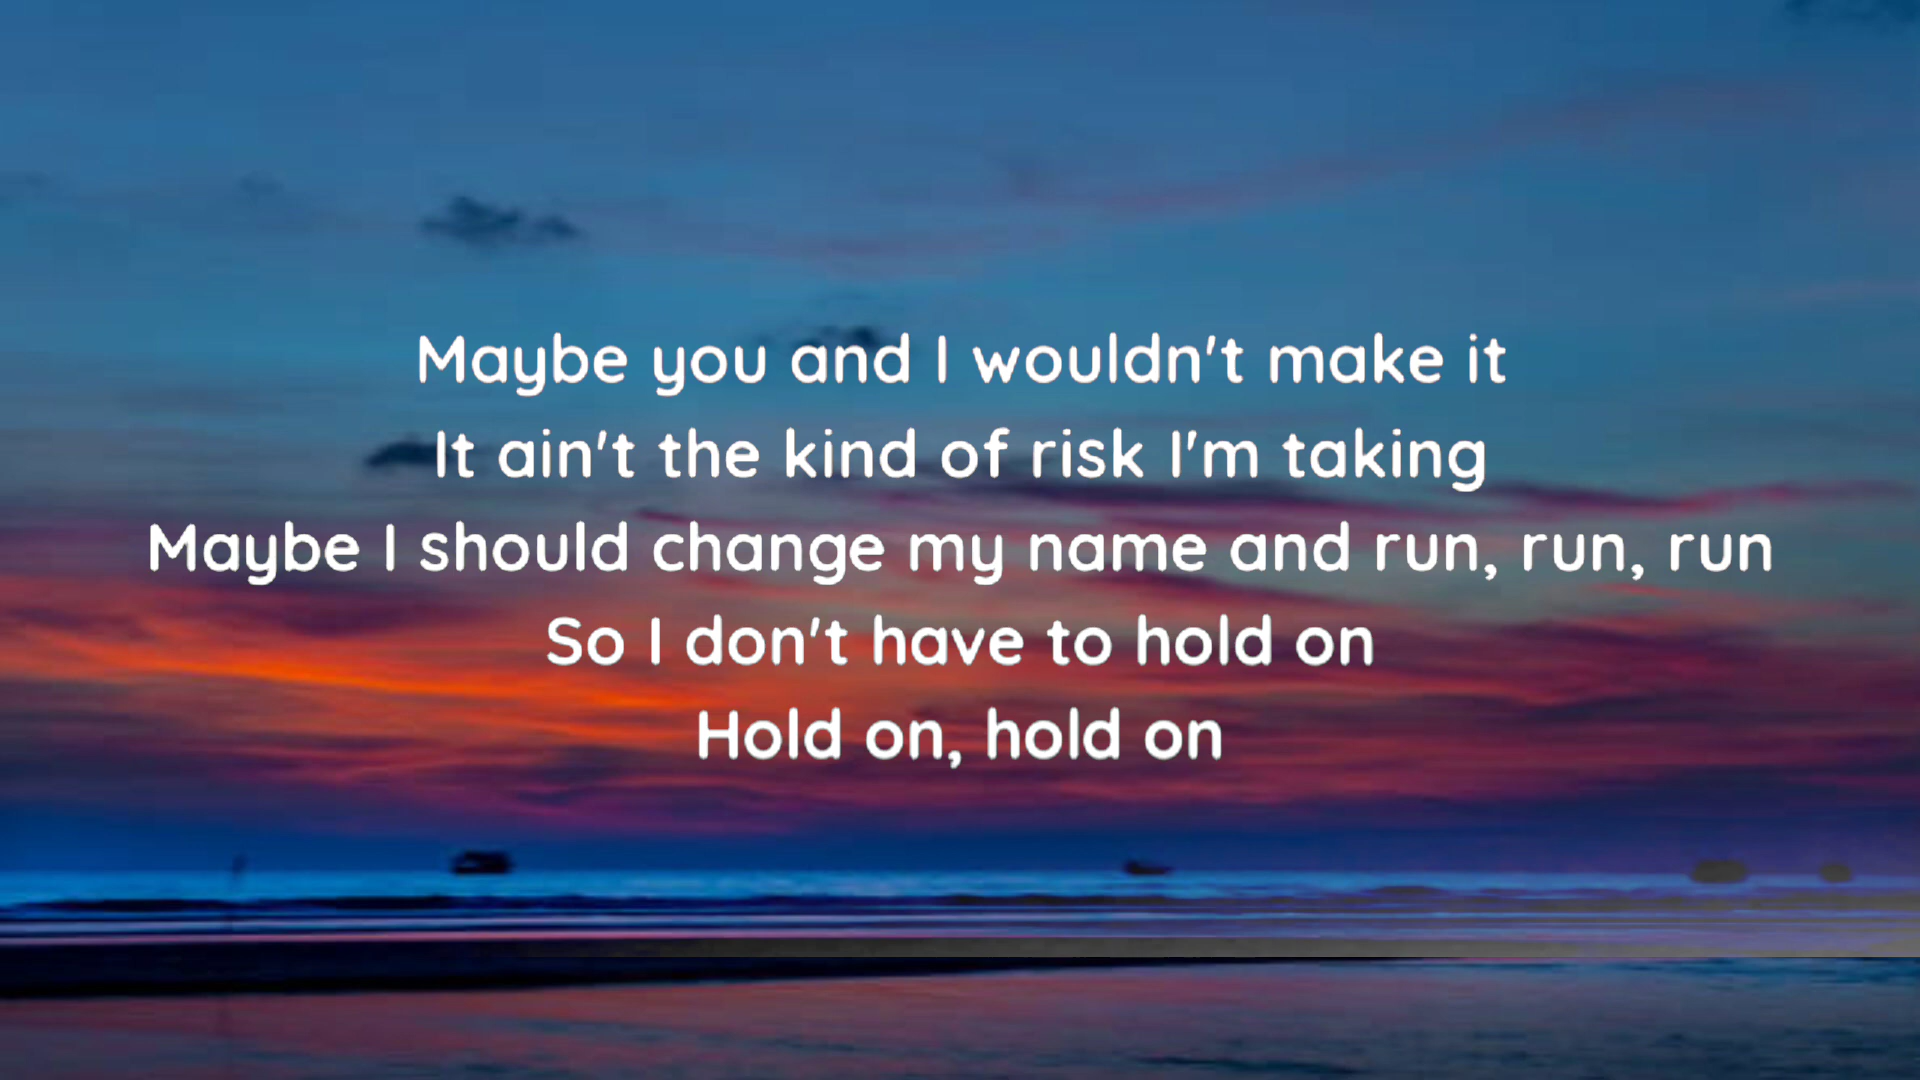 Maybe you and I wouldn't make it
It ain't the kind of risk I'm taking
Maybe I should change my name and run, run, run
So I don't have to hold on
Hold on, hold on